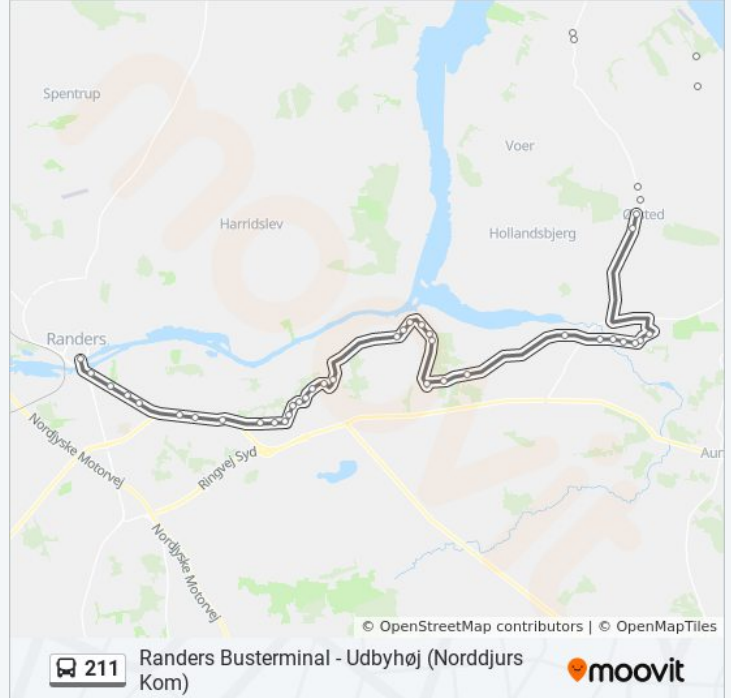 Spentrup
Voer
Harridslev
Hollandsbjerg
Randers
Nordjyske Motorvej
Ringvej Syd
Nordjyske Motorvej
Aun
© OpenStreetMap contributors | © OpenMapTiles
211
Randers Busterminal - Udbyhøj (Norddjurs
Kom)
moovit